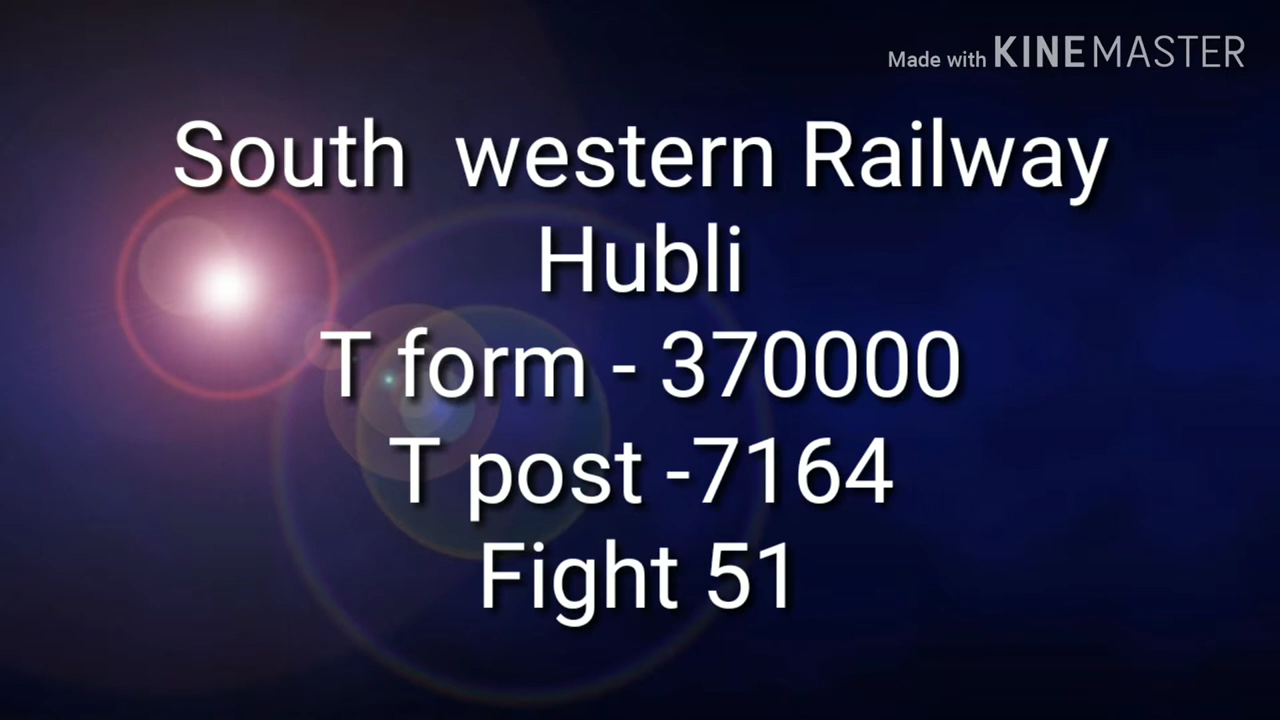 Made with KINEMASTER
South western Railway
Hubli
T form - 370000
T post -7164
Fight 51